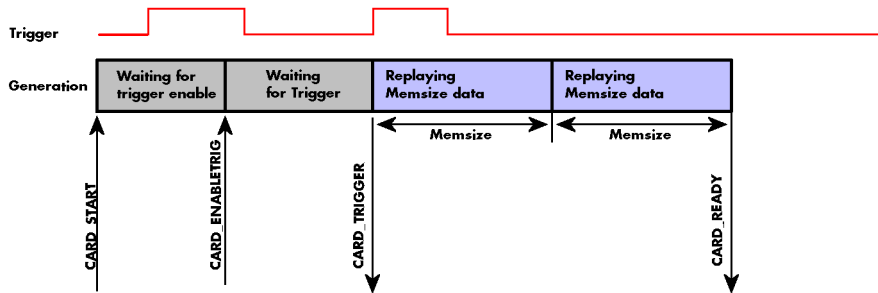 Trigger
Generation
Waiting for
trigger enable
Waiting
for Trigger
Replaying
Memsize data
Replaying
Memsize data
Memsize
Memsize
CARD_START
CARD_ENABLETRIG
CARD_TRIGGER
CARD_READY